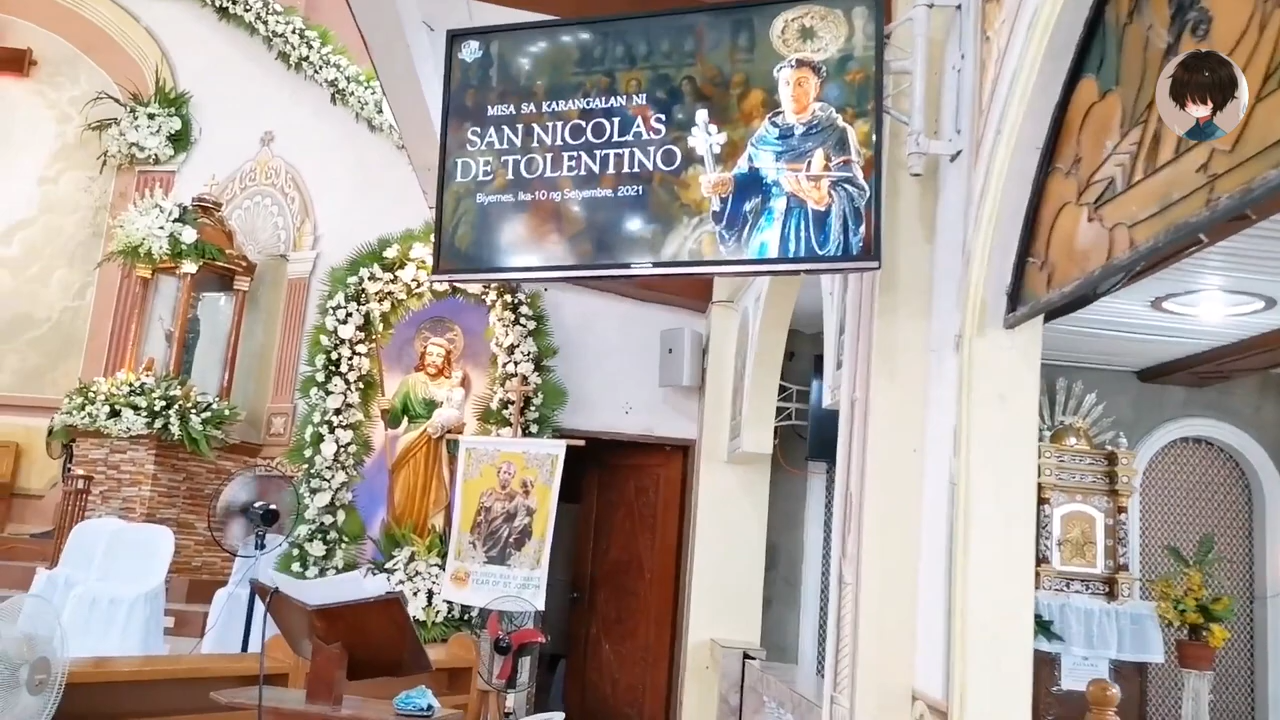 MISA SA KARANGALAN NI
SAN NICOLAS
DE TOLENTINO
Biyernes, Ika-10 ng Setyembre, 2021
YEAR OF ST JOSEPH